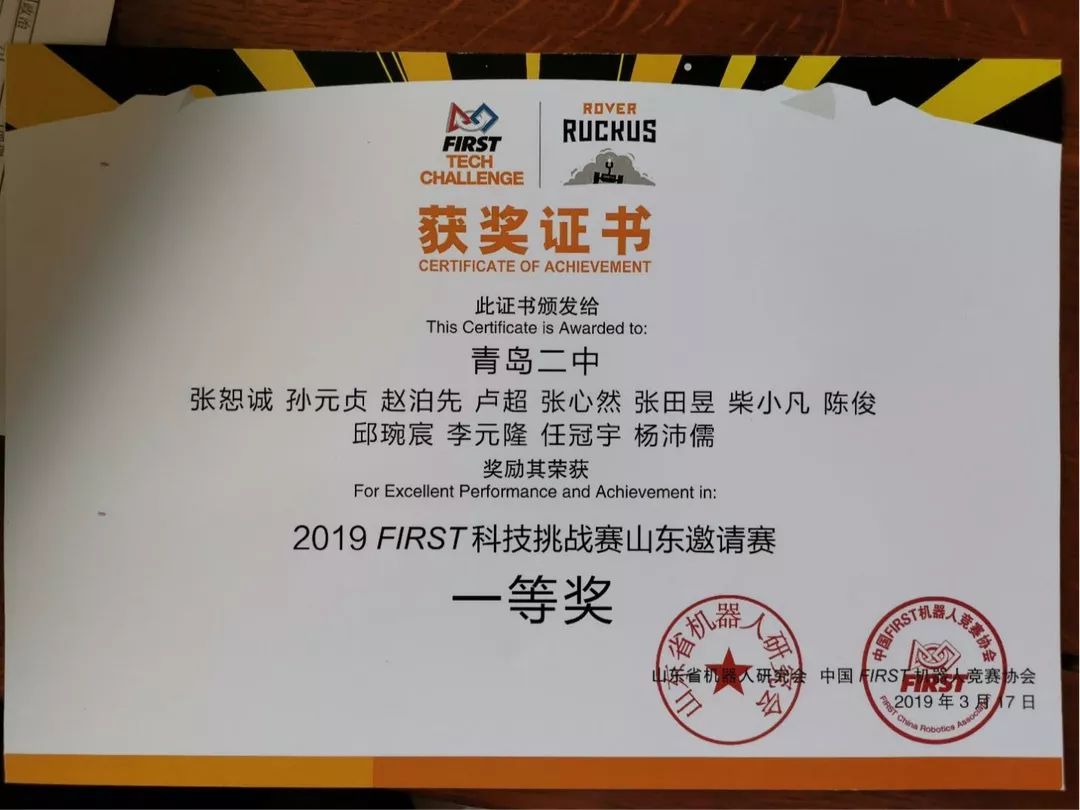 政治
FIRST
TECH
CHALLENGE
ROVER
RUCKUS
获奖证书
CERTIFICATE OF ACHIEVEMENT
此证书颁发给
This Certificate is Awarded to:
青岛二中
张恕诚 孙元贞 赵泊先 卢超 张心然 张田昱 柴小凡 陈俊
邱琬宸 李元隆 任冠宇 杨沛儒
奖励其荣获
For Excellent Performance and Achievement in:
2019 FIRST 科技挑战赛山东邀请赛
一等奖
山东省机器人研究会
中国FIRST机器人竞赛协会
FIRST
FIRST China Robotics Association
山东省机器人研究会 中国 FIRST 机器人竞赛协会
2019 年 3 月 17 日